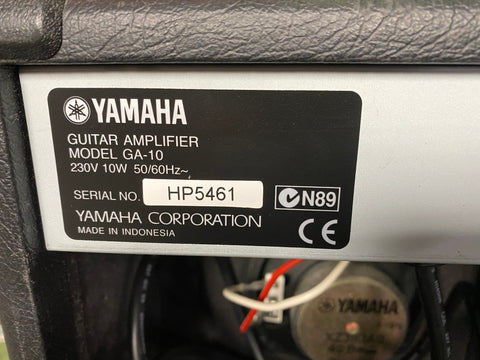 YAMAHA
GUITAR AMPLIFIER
MODEL GA-10
230V 10W 50/60Hz~
SERIAL NO. HP5461
N89
YAMAHA CORPORATION
MADE IN INDONESIA
CE
YAMAHA